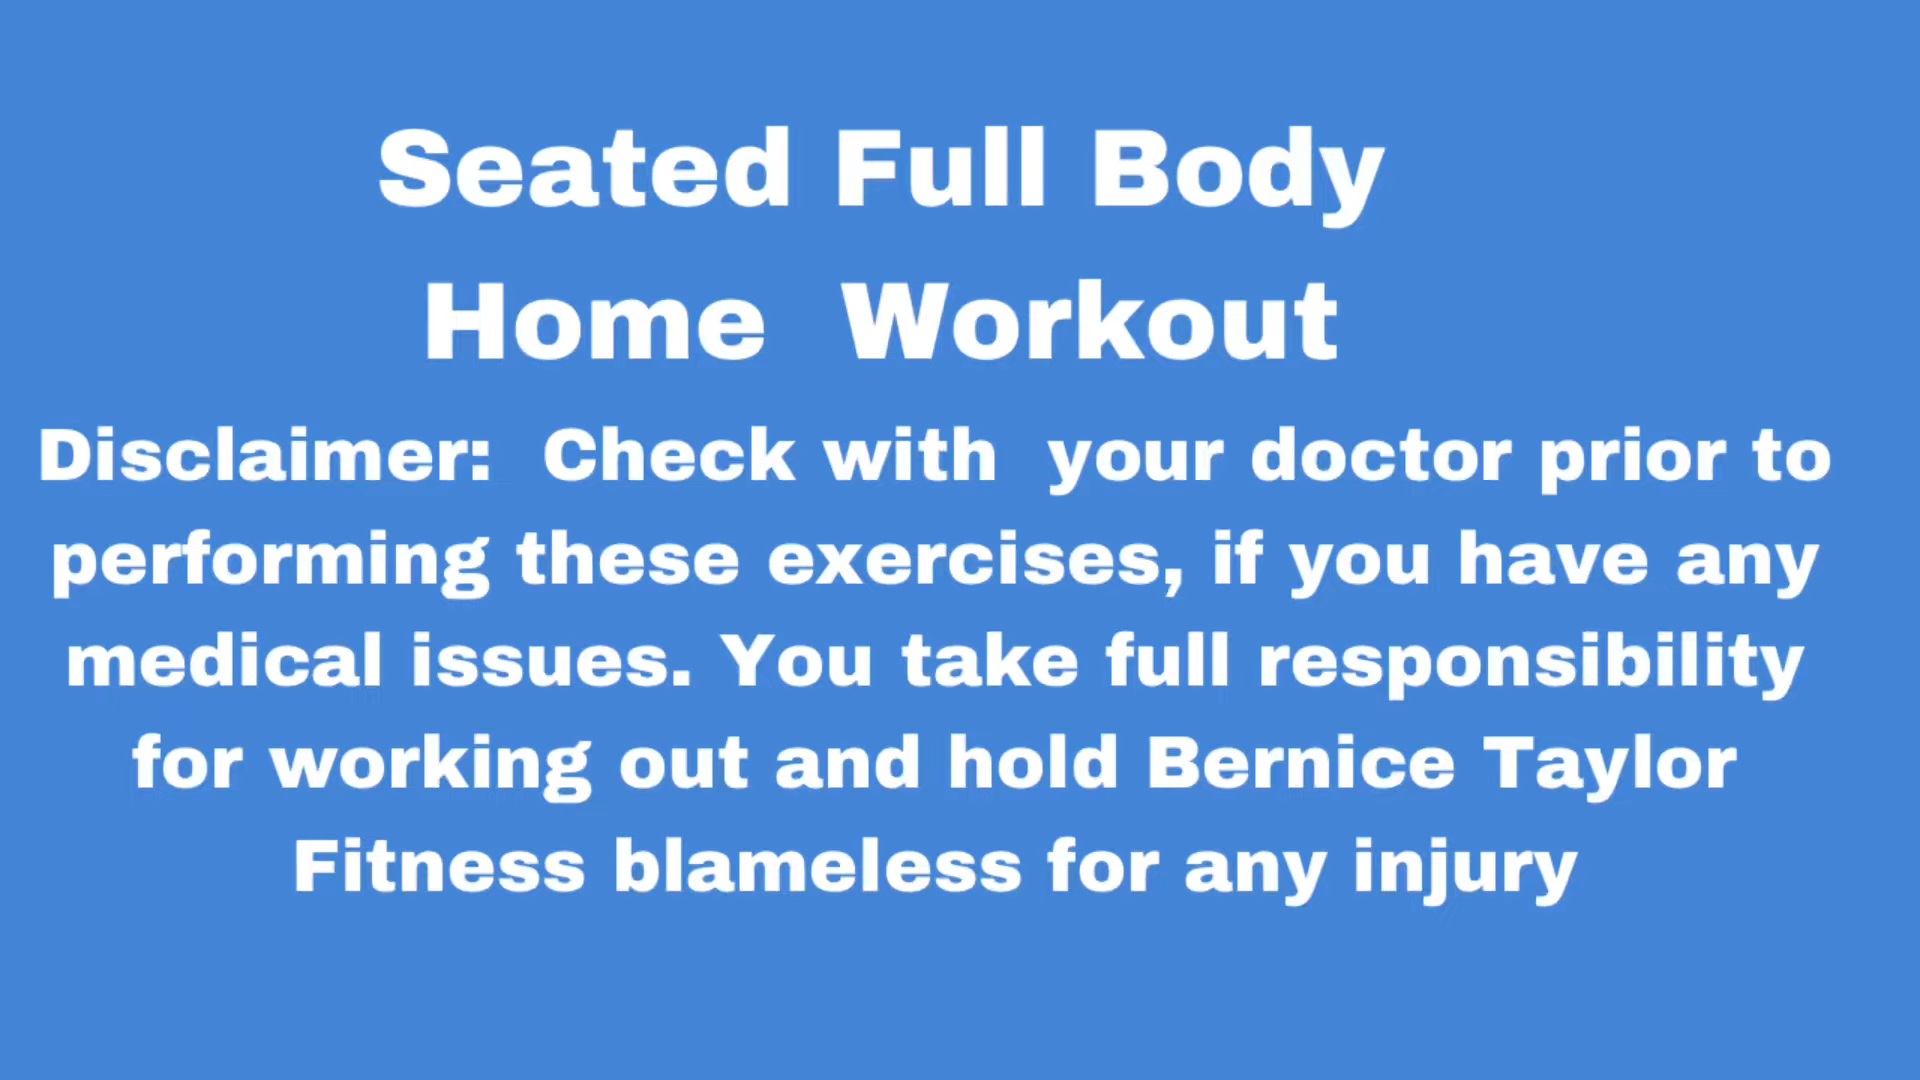 Seated Full Body
Home Workout
Disclaimer: Check with your doctor prior to
performing these exercises, if you have any
medical issues. You take full responsibility
for working out and hold Bernice Taylor
Fitness blameless for any injury